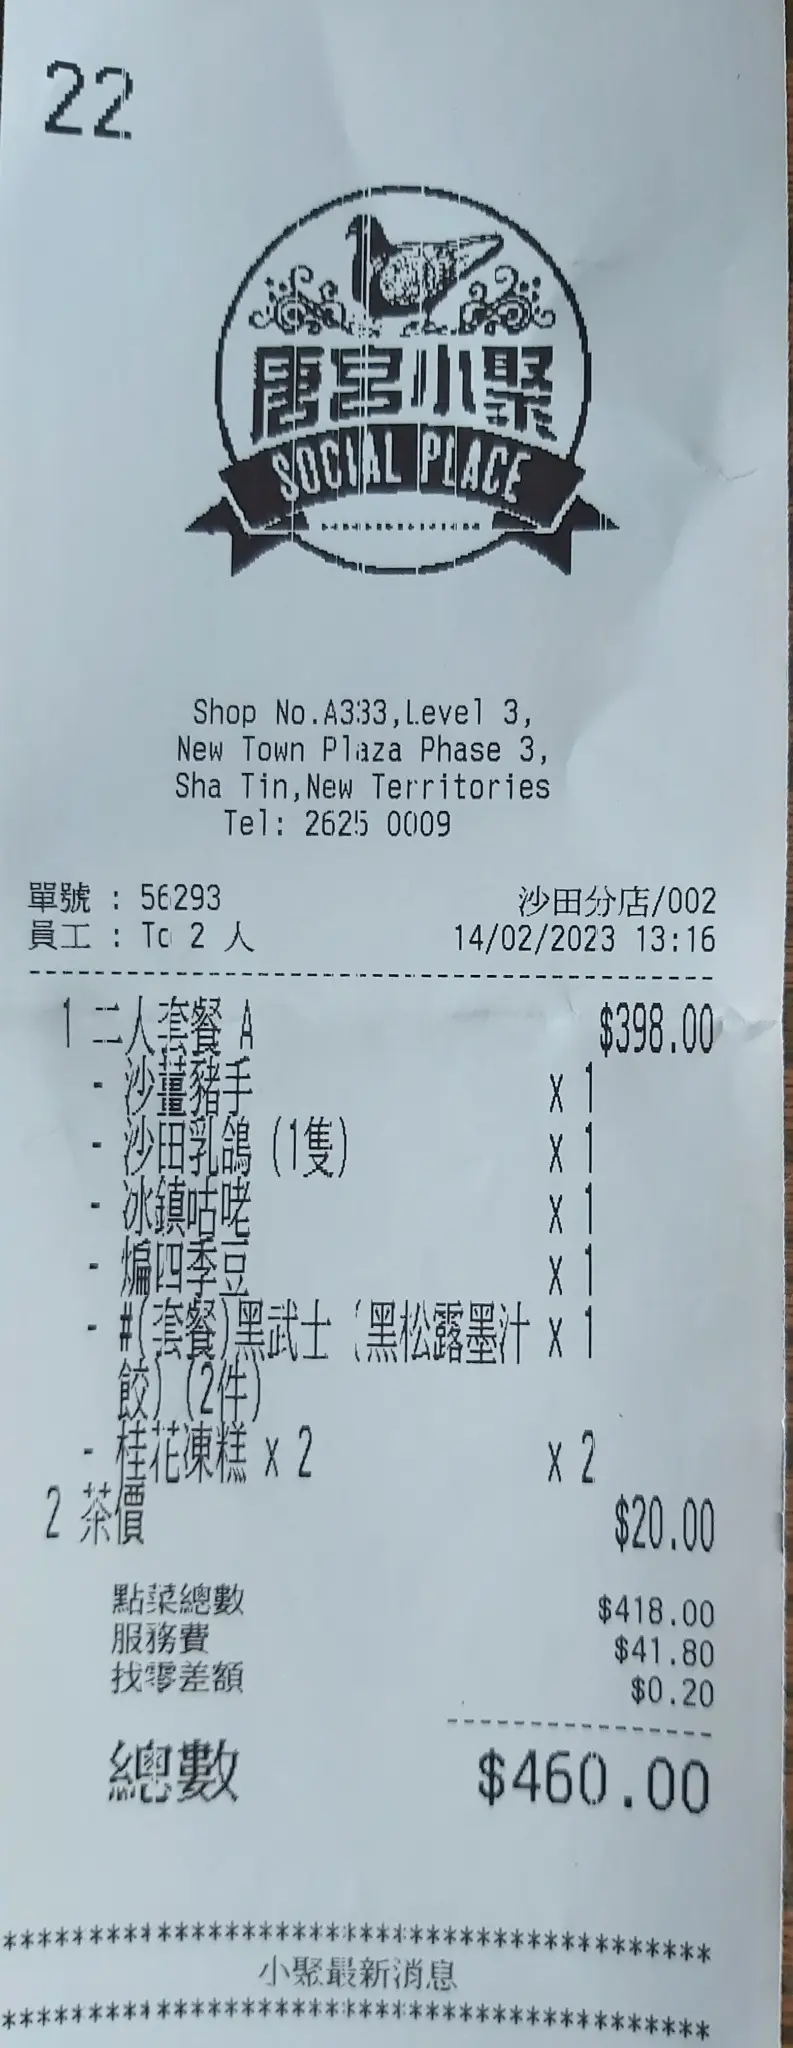 22
唐宮小聚
SOCIAL PLACE
Shop No.A333,Level 3,
New Town Plaza Phase 3,
Sha Tin,New Territories
Tel: 2625 0009
單號 : 56293 沙田分店/002
員工 : To 2 人 14/02/2023 13:16
1 二人套餐 A $398.00
- 沙薑豬手 x 1
- 沙田乳鴿 (1隻) x 1
- 冰鎮咕咾 x 1
- 煸四季豆 x 1
- #(套餐)黑武士 (黑松露墨汁 x 1
餃) (2件)
- 桂花凍糕 x 2 x 2
2 茶價 $20.00
點菜總數 $418.00
服務費 $41.80
找零差額 $0.20
總數 $460.00
******************************************
小聚最新消息
******************************************